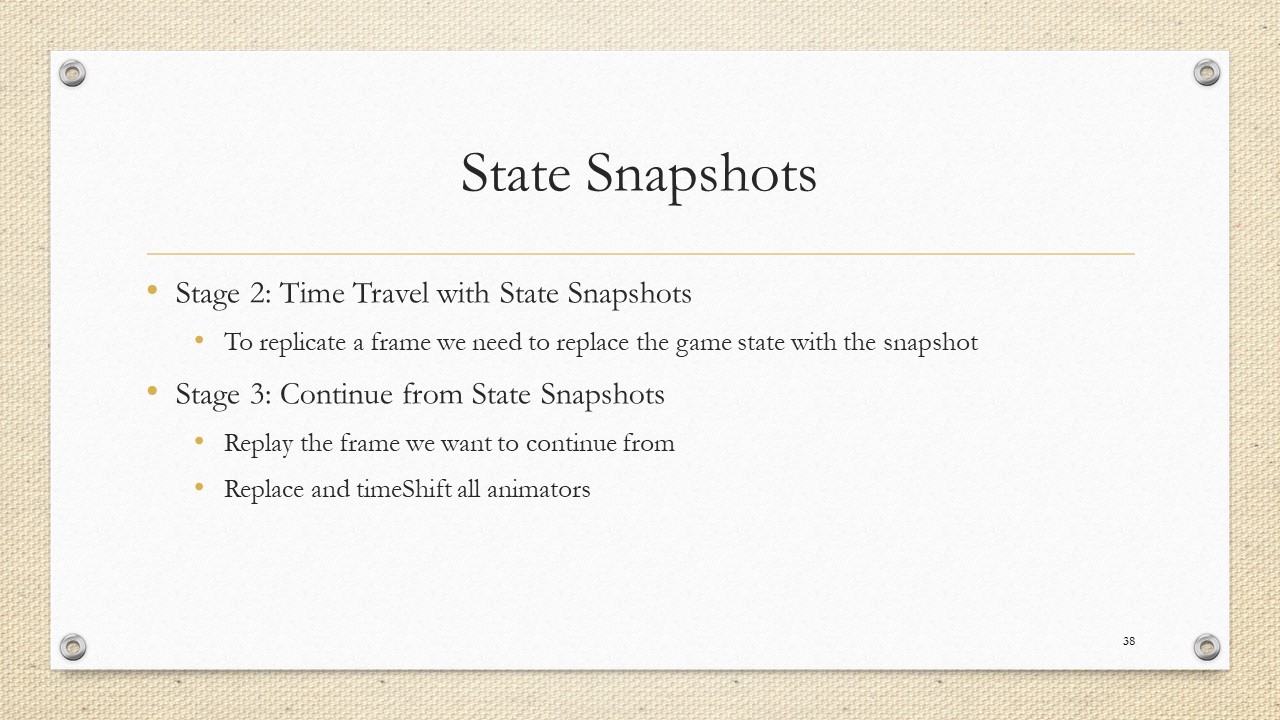 State Snapshots
• Stage 2: Time Travel with State Snapshots
• To replicate a frame we need to replace the game state with the snapshot
• Stage 3: Continue from State Snapshots
• Replay the frame we want to continue from
• Replace and timeShift all animators
38